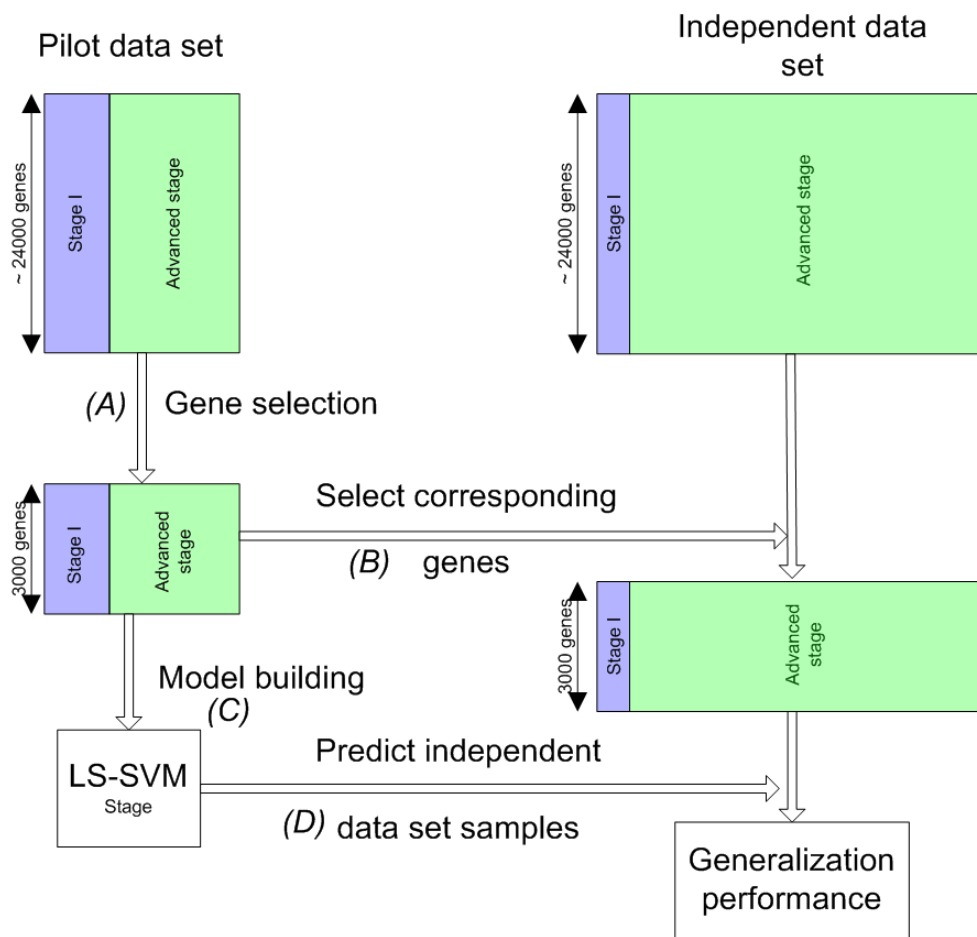 Pilot data set
Independent data
set
~ 24000 genes
Stage I
Advanced stage
~ 24000 genes
Stage I
Advanced stage
(A) Gene selection
3000 genes
Stage I
Advanced
stage
Select corresponding
(B) genes
3000 genes
Stage I
Advanced
stage
Model building
(C)
LS-SVM
Stage
Predict independent
(D) data set samples
Generalization
performance